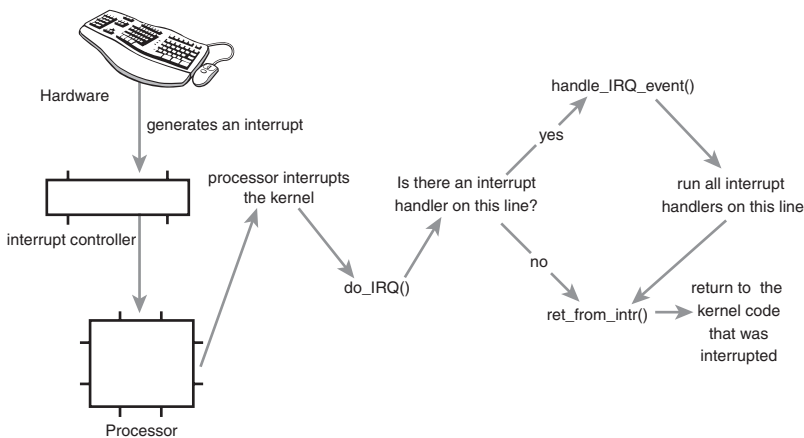 Hardware
generates an interrupt
interrupt controller
Processor
processor interrupts
the kernel
do_IRQ()
Is there an interrupt
handler on this line?
yes
no
handle_IRQ_event()
run all interrupt
handlers on this line
ret_from_intr()
return to the
kernel code
that was
interrupted